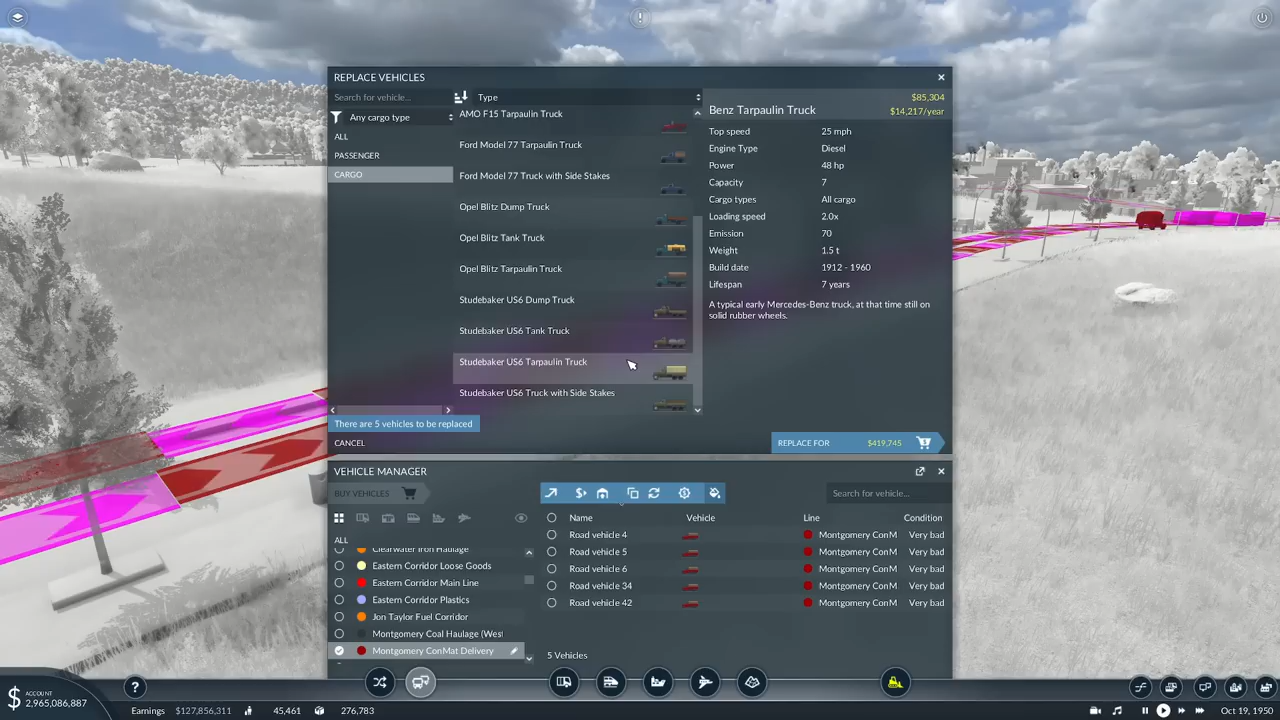 REPLACE VEHICLES
Search for vehicle...
Type
Any cargo type
ALL
PASSENGER
CARGO
AMO F15 Tarpaulin Truck
Ford Model 77 Tarpaulin Truck
Ford Model 77 Truck with Side Stakes
Opel Blitz Dump Truck
Opel Blitz Tank Truck
Opel Blitz Tarpaulin Truck
Studebaker US6 Dump Truck
Studebaker US6 Tank Truck
Studebaker US6 Tarpaulin Truck
Studebaker US6 Truck with Side Stakes
$85,304
Benz Tarpaulin Truck
$14,217/year
Top speed 25 mph
Engine Type Diesel
Power 48 hp
Capacity 7
Cargo types All cargo
Loading speed 2.0x
Emission 70
Weight 1.5 t
Build date 1912 - 1960
Lifespan 7 years
A typical early Mercedes-Benz truck, at that time still on
solid rubber wheels.
There are 5 vehicles to be replaced
CANCEL
REPLACE FOR $419,745
VEHICLE MANAGER
BUY VEHICLES
Search for vehicle...
ALL
Clearwater Iron Haulage
Eastern Corridor Loose Goods
Eastern Corridor Main Line
Eastern Corridor Plastics
Jon Taylor Fuel Corridor
Montgomery Coal Haulage (West
Montgomery ConMat Delivery
Name Vehicle Line Condition
Road vehicle 4 Montgomery ConM Very bad
Road vehicle 5 Montgomery ConM Very bad
Road vehicle 6 Montgomery ConM Very bad
Road vehicle 34 Montgomery ConM Very bad
Road vehicle 42 Montgomery ConM Very bad
5 Vehicles
$ ACCOUNT
2,965,086,887
?
Earnings $127,856,311 45,461 276,783
Oct 19, 1950